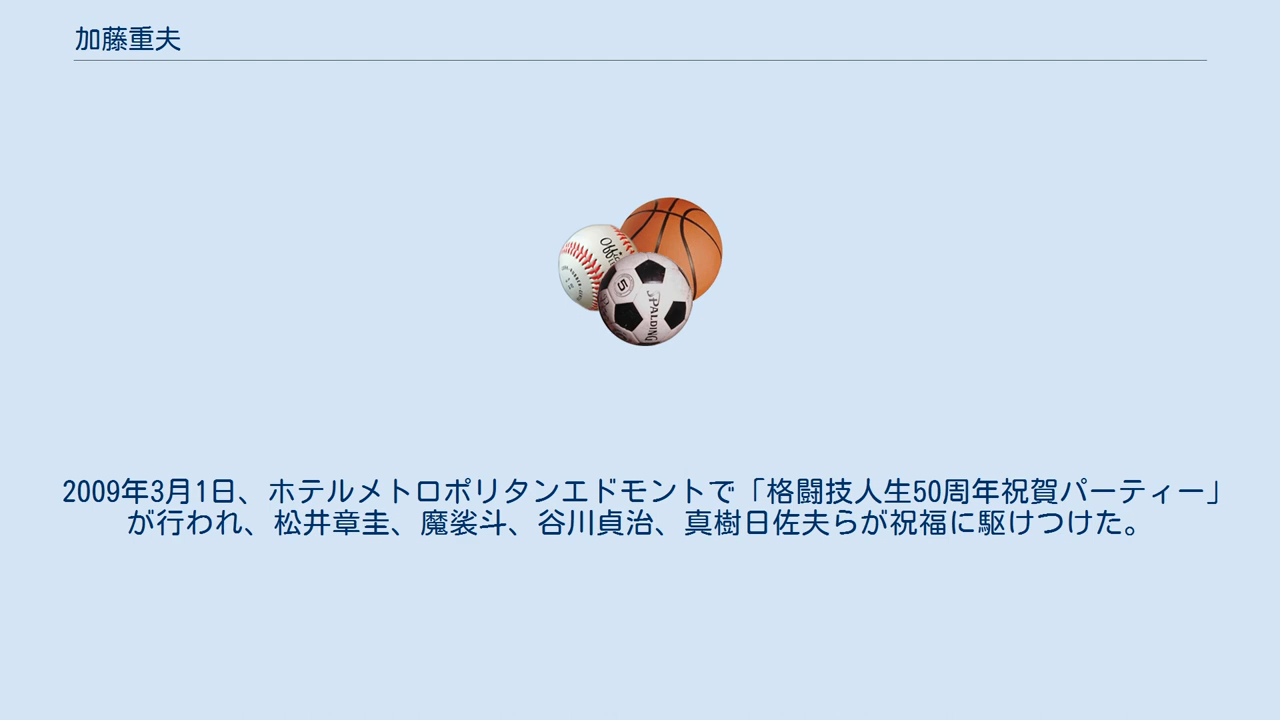 加藤重夫
Offici
5
SPALDING
2009年3月1日、ホテルメトロポリタンエドモントで「格闘技人生50周年祝賀パーティー」
が行われ、松井章圭、魔裟斗、谷川貞治、真樹日佐夫らが祝福に駆けつけた。